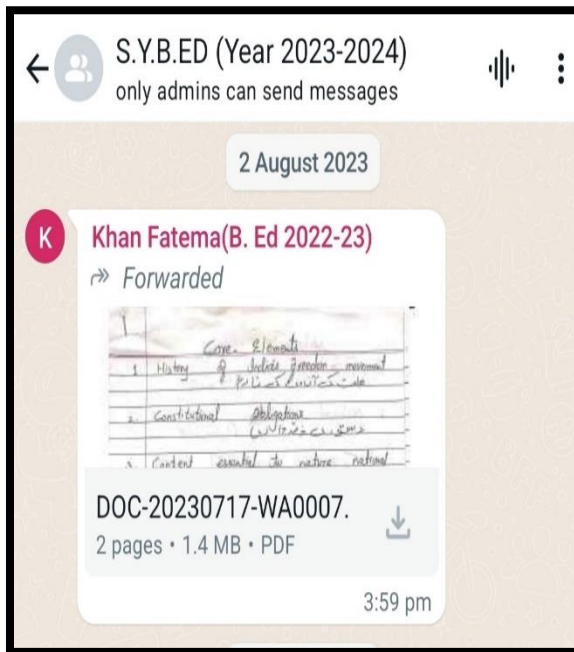 S.Y.B.ED (Year 2023-2024)
only admins can send messages
2 August 2023
K
Khan Fatema(B. Ed 2022-23)
Forwarded
Core Elements
1 History of India's freedom movement
2. Constitutional Obligations
3 Content essential to nature national
DOC-20230717-WA0007.
2 pages • 1.4 MB • PDF
3:59 pm